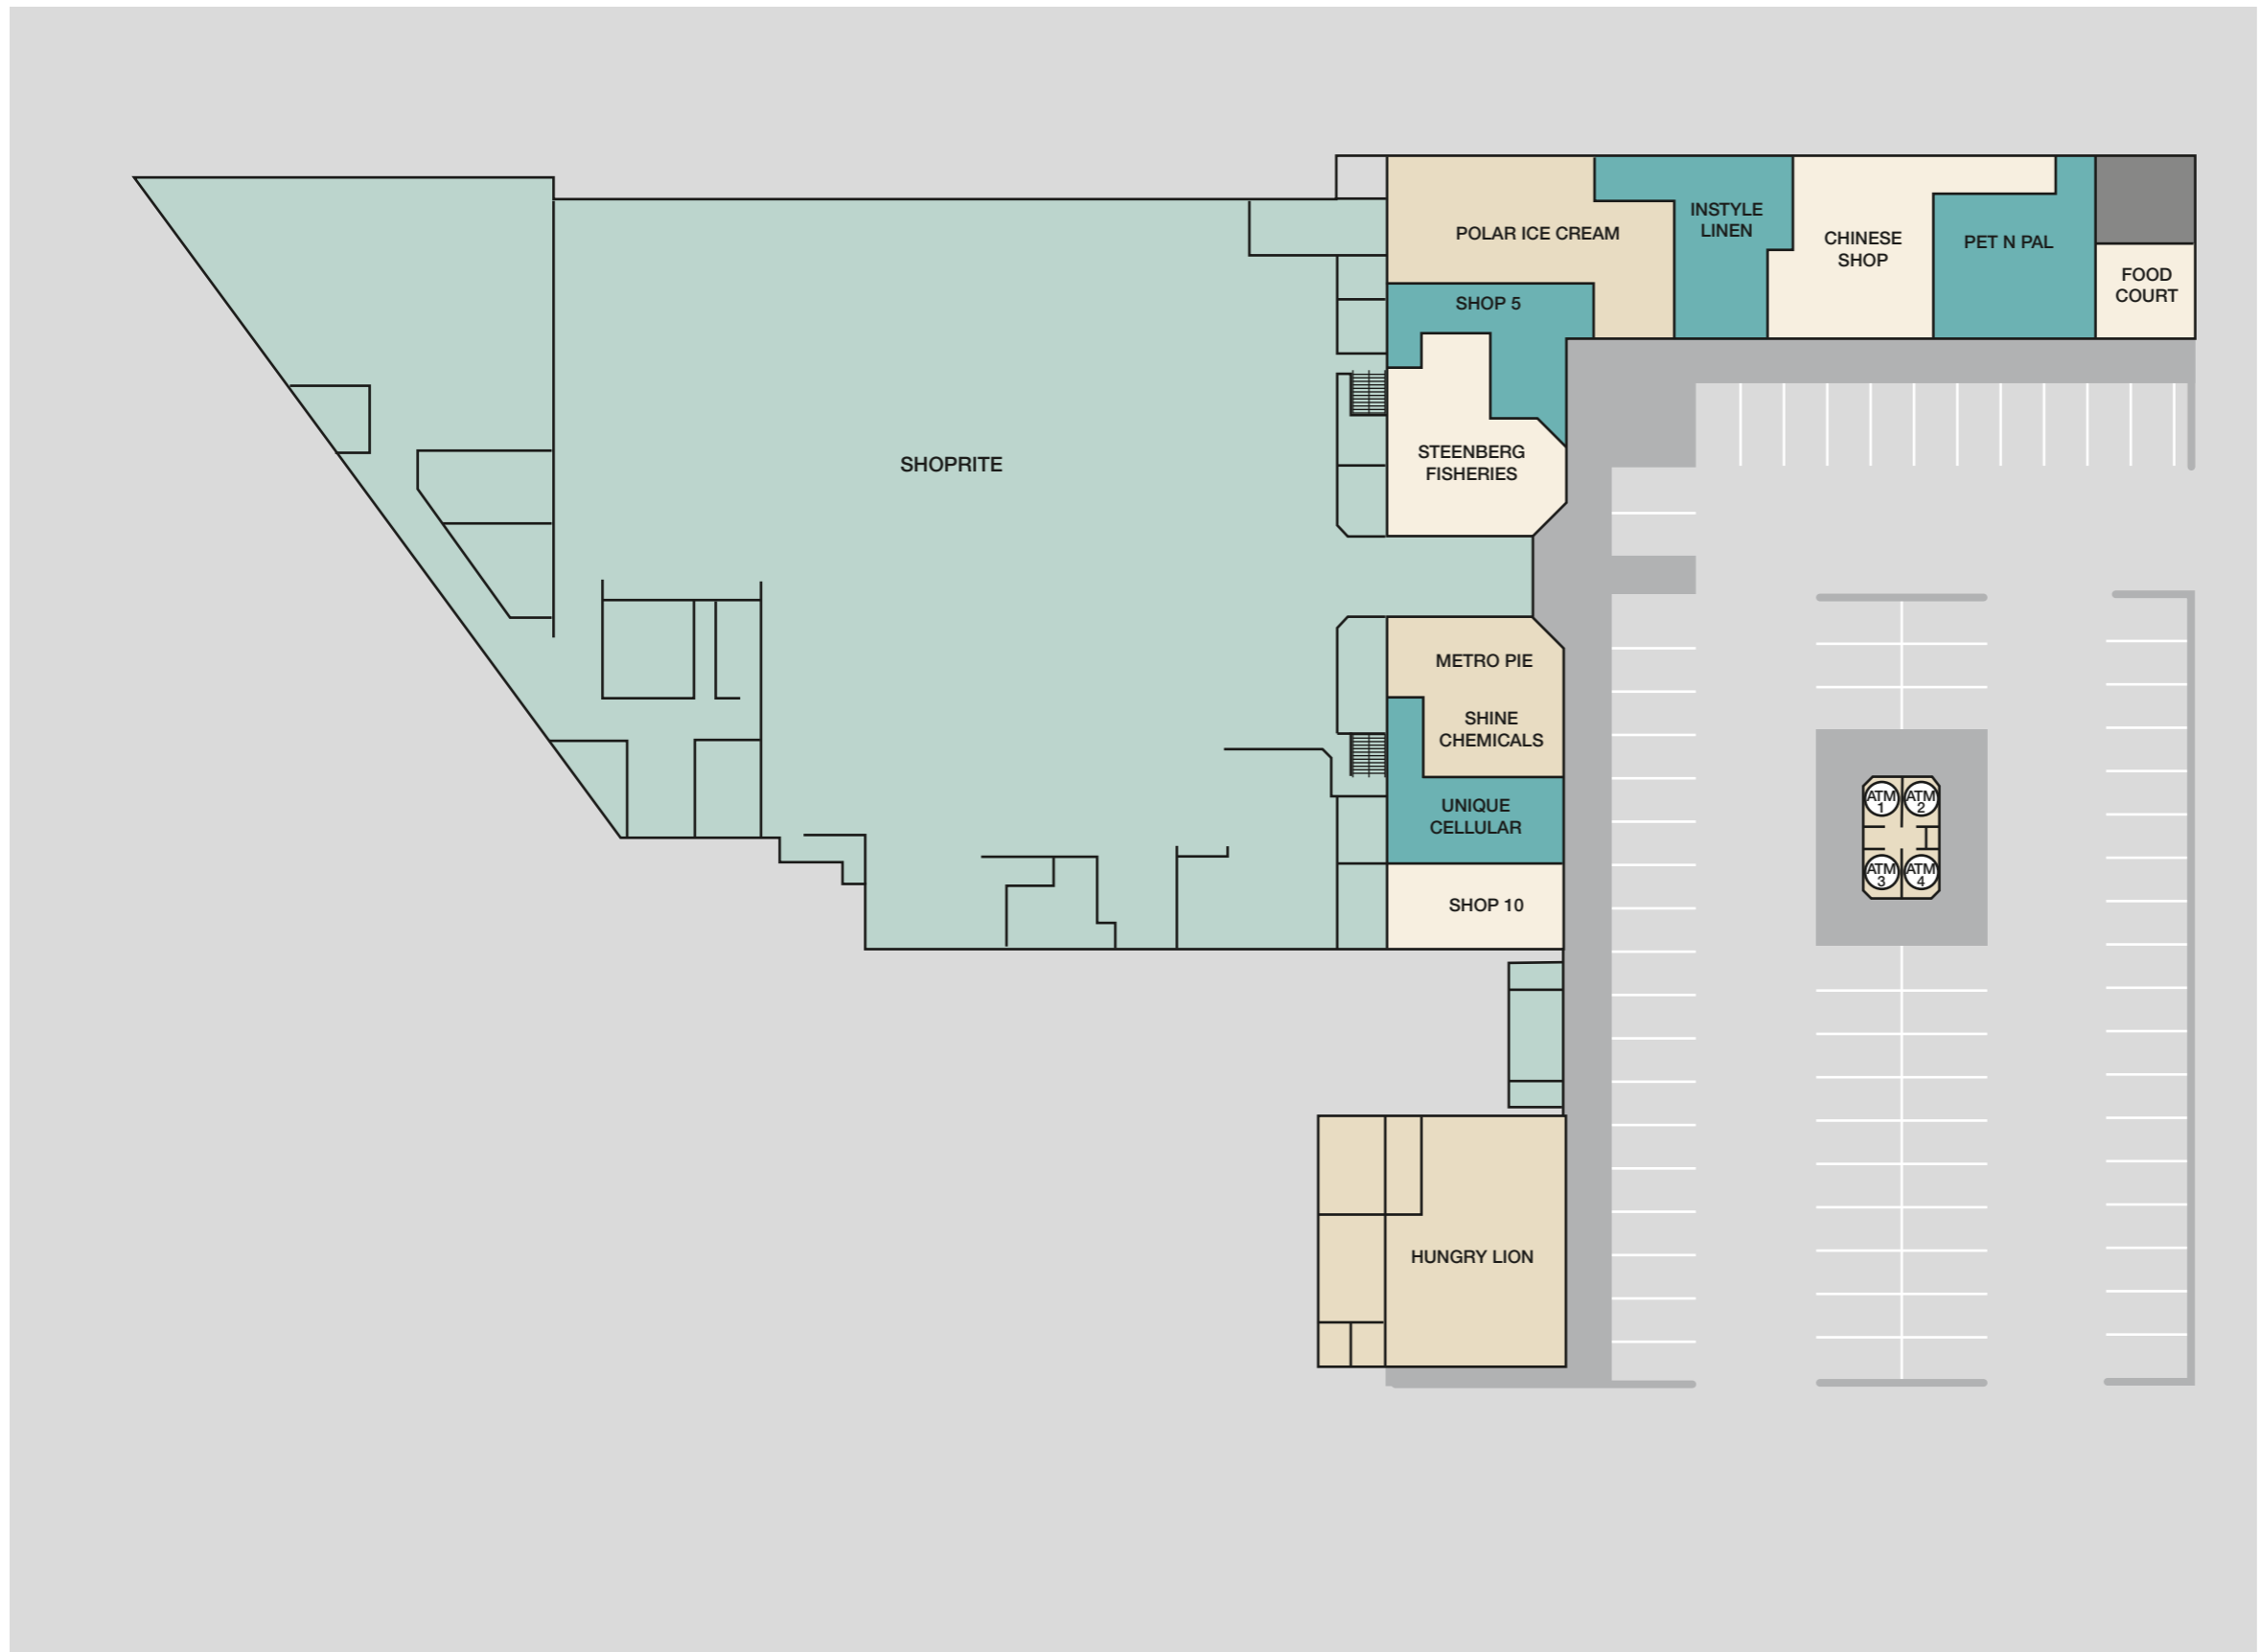 POLAR ICE CREAM
INSTYLE
LINEN
CHINESE
SHOP
PET N PAL
FOOD
COURT
SHOP 5
SHOPRITE
STEENBERG
FISHERIES
METRO PIE
SHINE
CHEMICALS
UNIQUE
CELLULAR
SHOP 10
ATM
1
ATM
2
ATM
3
ATM
4
HUNGRY LION